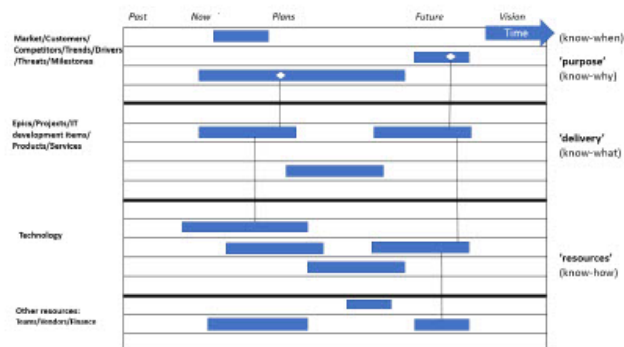 Past Now Plans Future Vision
Time
(know-when)
Market/Customers/
Competitors/Trends/Drivers
/Threats/Milestones
'purpose'
(know-why)
Epics/Projects/IT
development items/
Products/Services
'delivery'
(know-what)
Technology
'resources'
(know-how)
Other resources:
Teams/Vendors/Finance